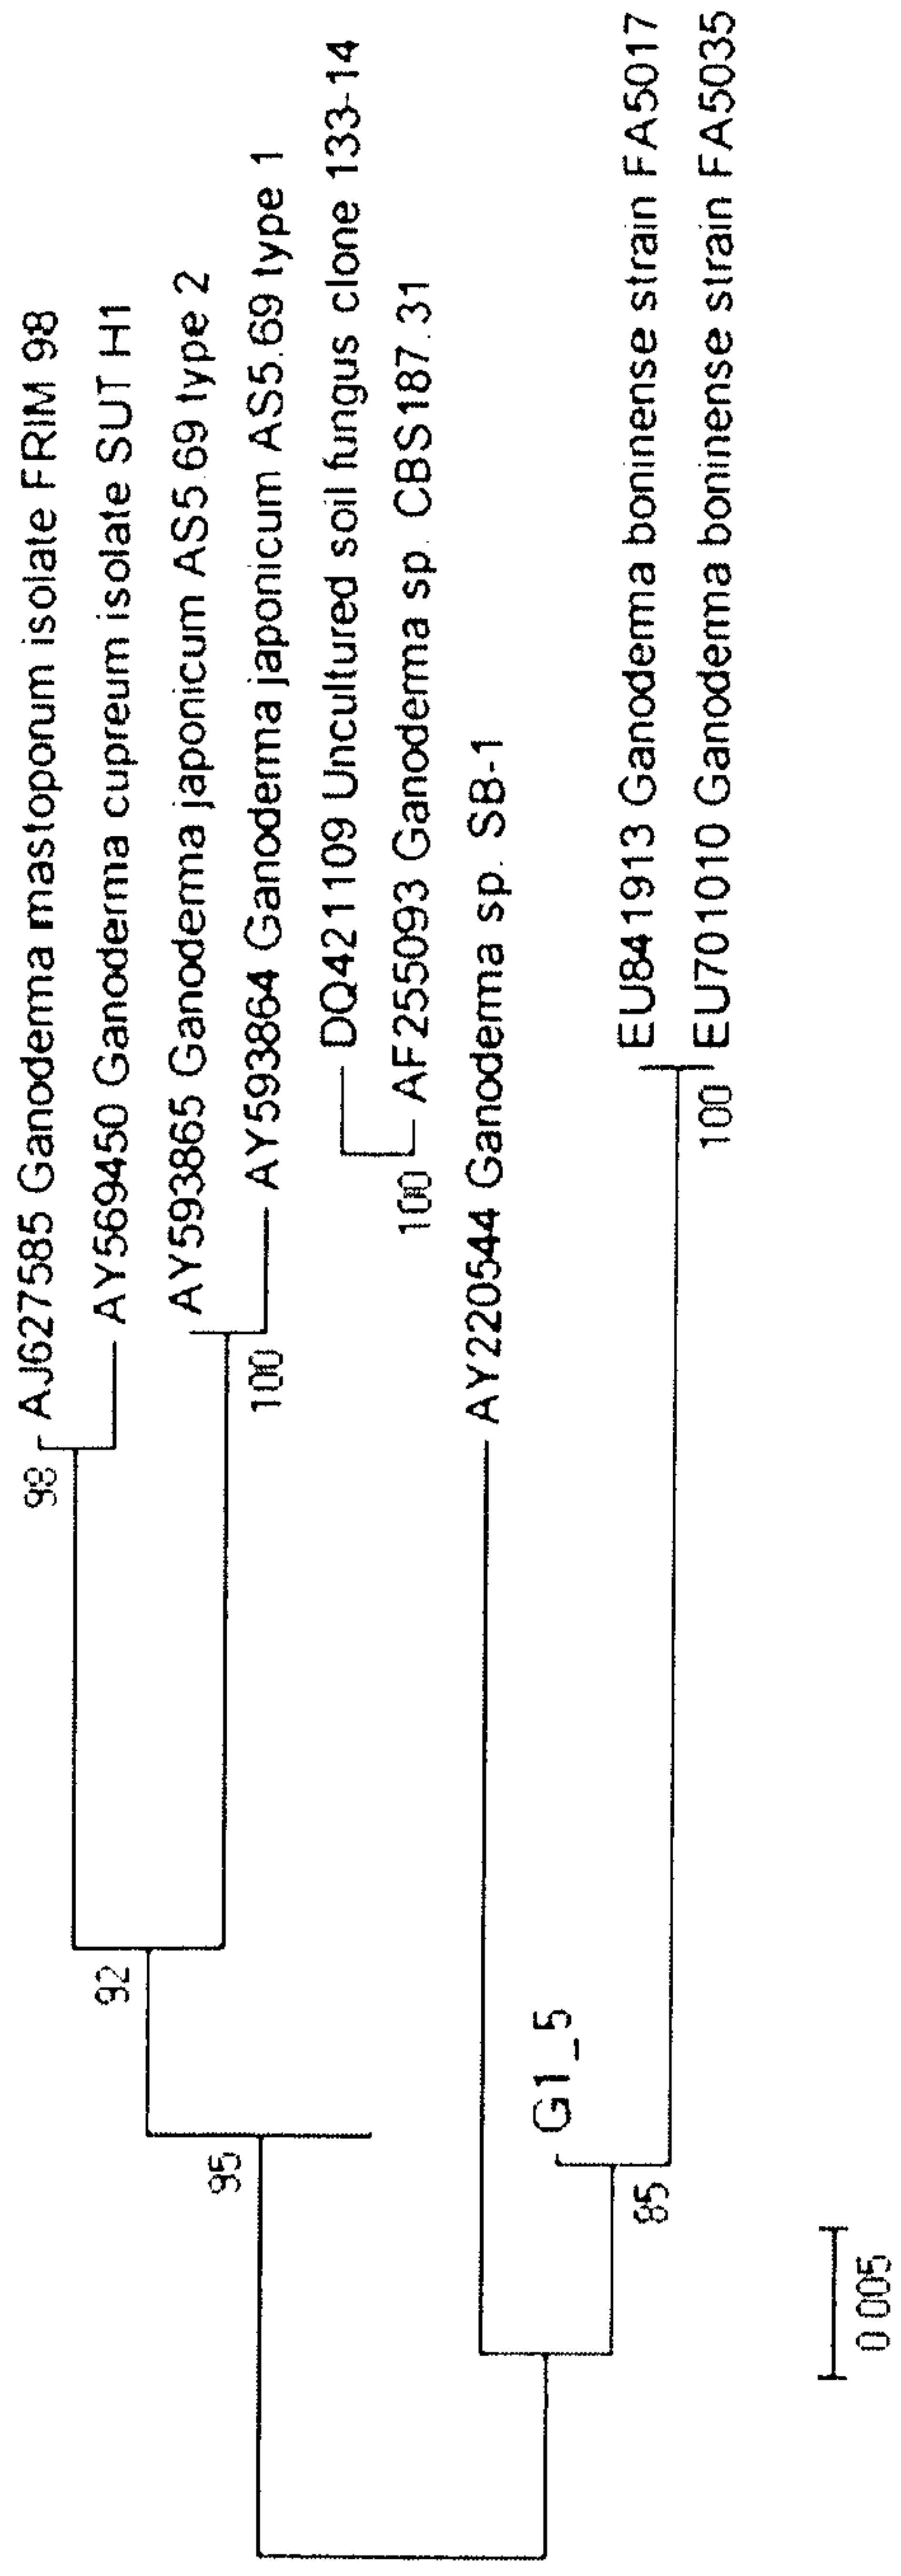 98
AJ627585 Ganoderma mastoporum isolate FRIM 98
AY569450 Ganoderma cupreum isolate SUT H1
92
AY593865 Ganoderma japonicum AS5.69 type 2
100
AY593864 Ganoderma japonicum AS5.69 type 1
95
DQ421109 Uncultured soil fungus clone 133-14
100
AF255093 Ganoderma sp. CBS187.31
AY220544 Ganoderma sp. SB-1
G1_5
85
EU841913 Ganoderma boninense strain FA5017
100
EU701010 Ganoderma boninense strain FA5035
0 005